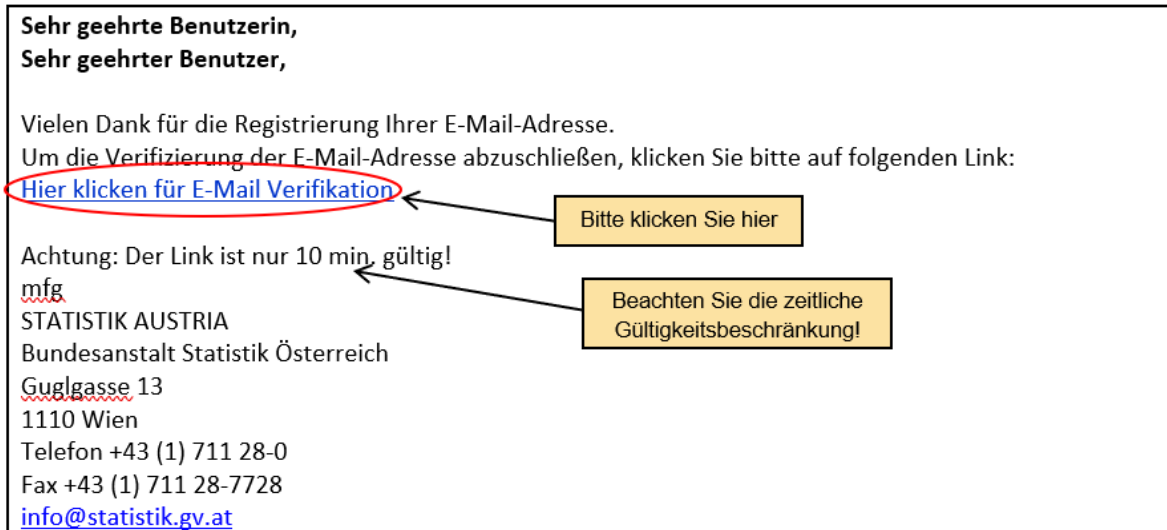 Sehr geehrte Benutzerin,
Sehr geehrter Benutzer,
Vielen Dank für die Registrierung Ihrer E-Mail-Adresse.
Um die Verifizierung der E-Mail-Adresse abzuschließen, klicken Sie bitte auf folgenden Link:
Hier klicken für E-Mail Verifikation
Bitte klicken Sie hier
Achtung: Der Link ist nur 10 min. gültig!
mfg
Beachten Sie die zeitliche
Gültigkeitsbeschränkung!
STATISTIK AUSTRIA
Bundesanstalt Statistik Österreich
Guglgasse 13
1110 Wien
Telefon +43 (1) 711 28-0
Fax +43 (1) 711 28-7728
info@statistik.gv.at